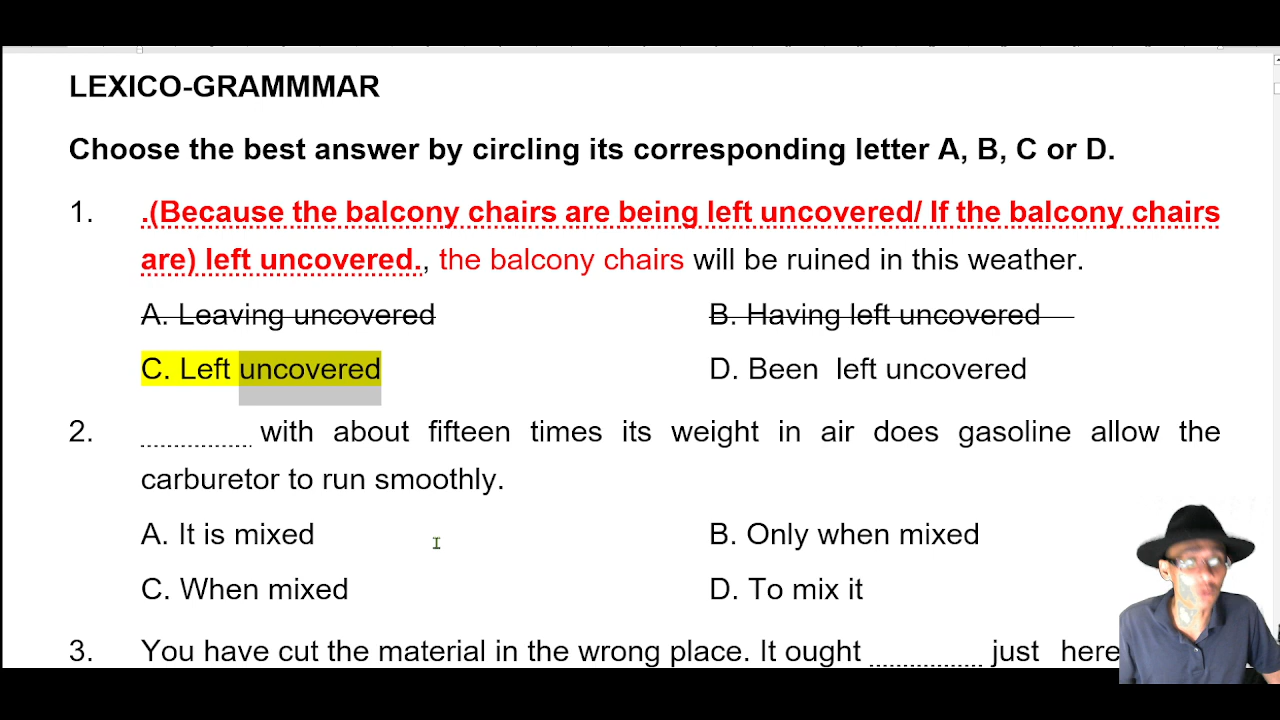 LEXICO-GRAMMMAR
Choose the best answer by circling its corresponding letter A, B, C or D.
1. .(Because the balcony chairs are being left uncovered/ If the balcony chairs
are) left uncovered., the balcony chairs will be ruined in this weather.
A. Leaving uncovered B. Having left uncovered
C. Left uncovered D. Been left uncovered
2. .............. with about fifteen times its weight in air does gasoline allow the
carburetor to run smoothly.
A. It is mixed B. Only when mixed
C. When mixed D. To mix it
3. You have cut the material in the wrong place. It ought .............. just here